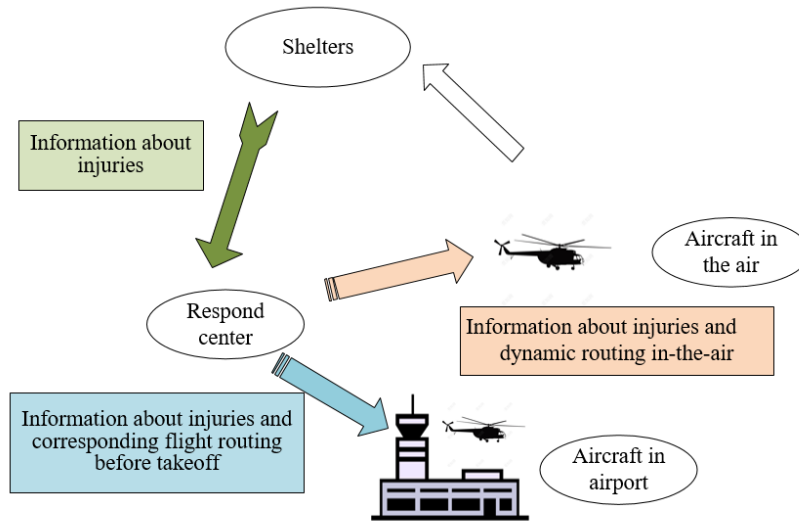 Shelters
Information about
injuries
Aircraft in
the air
Respond
center
Information about injuries and
dynamic routing in-the-air
Information about injuries and
corresponding flight routing
before takeoff
Aircraft in
airport